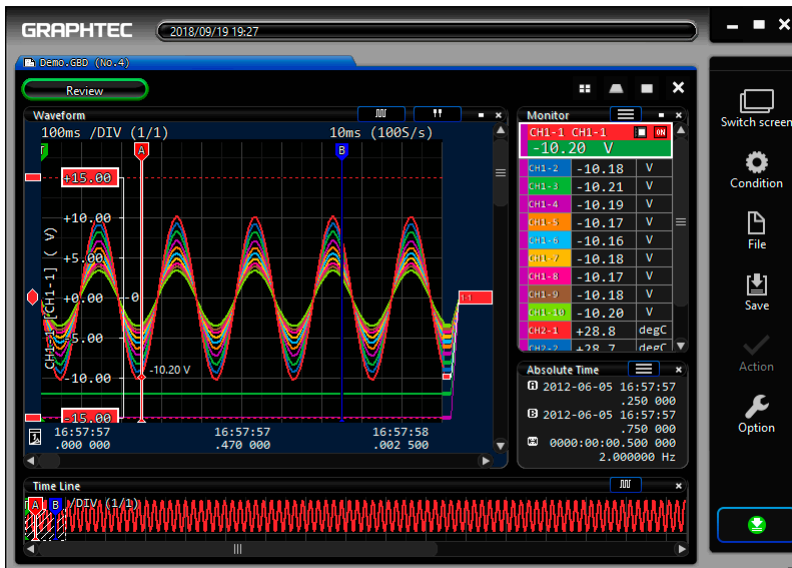 GRAPHTEC
2018/09/19 19:27
Demo.GBD (No.4)
Review
Waveform
100ms /DIV (1/1)
10ms (100S/s)
A
B
+15.00
+10.00
+5.00
+0.00
-5.00
-10.00
-15.00
CH1-1 [CH1-1] ( V)
0
-10.20 V
1-1
16:57:57
.000 000
16:57:57
.470 000
16:57:58
.002 500
Monitor
CH1-1 CH1-1 ON
-10.20 V
CH1-2 -10.18 V
CH1-3 -10.21 V
CH1-4 -10.19 V
CH1-5 -10.17 V
CH1-6 -10.16 V
CH1-7 -10.18 V
CH1-8 -10.17 V
CH1-9 -10.18 V
CH1-10 -10.20 V
CH2-1 +28.8 degC
CH2-2 +28.7 degC
Absolute Time
A 2012-06-05 16:57:57
.250 000
B 2012-06-05 16:57:57
.750 000
0000:00:00.500 000
2.000000 Hz
Time Line
A B /DIV (1/1)
Switch screen
Condition
File
Save
Action
Option